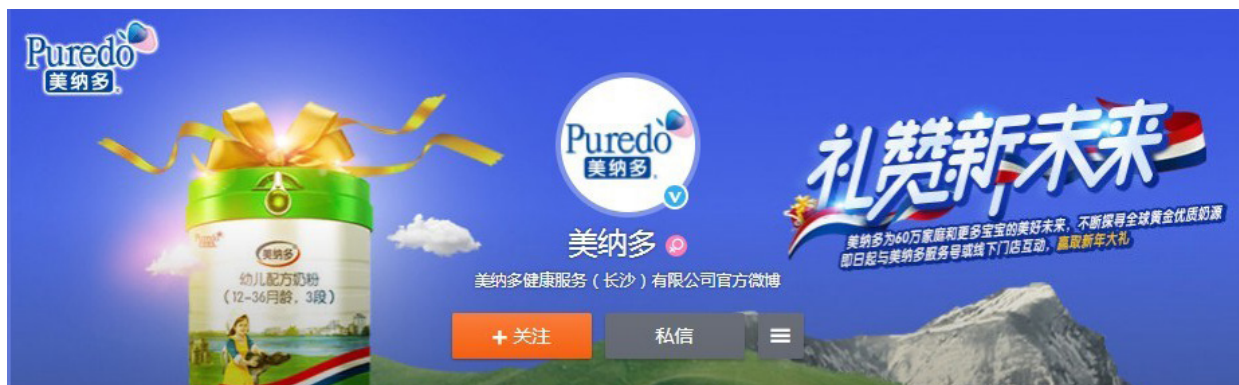 Puredo
美纳多
Puredo
美纳多
幼儿配方奶粉
(12-36月龄，3段)
Puredo
美纳多
V
美纳多
美纳多健康服务（长沙）有限公司官方微博
+ 关注
私信
礼赞新未来
美纳多为60万家庭和更多宝宝的美好未来，不断探寻全球黄金优质奶源
即日起与美纳多服务号或线下门店互动，赢取新年大礼